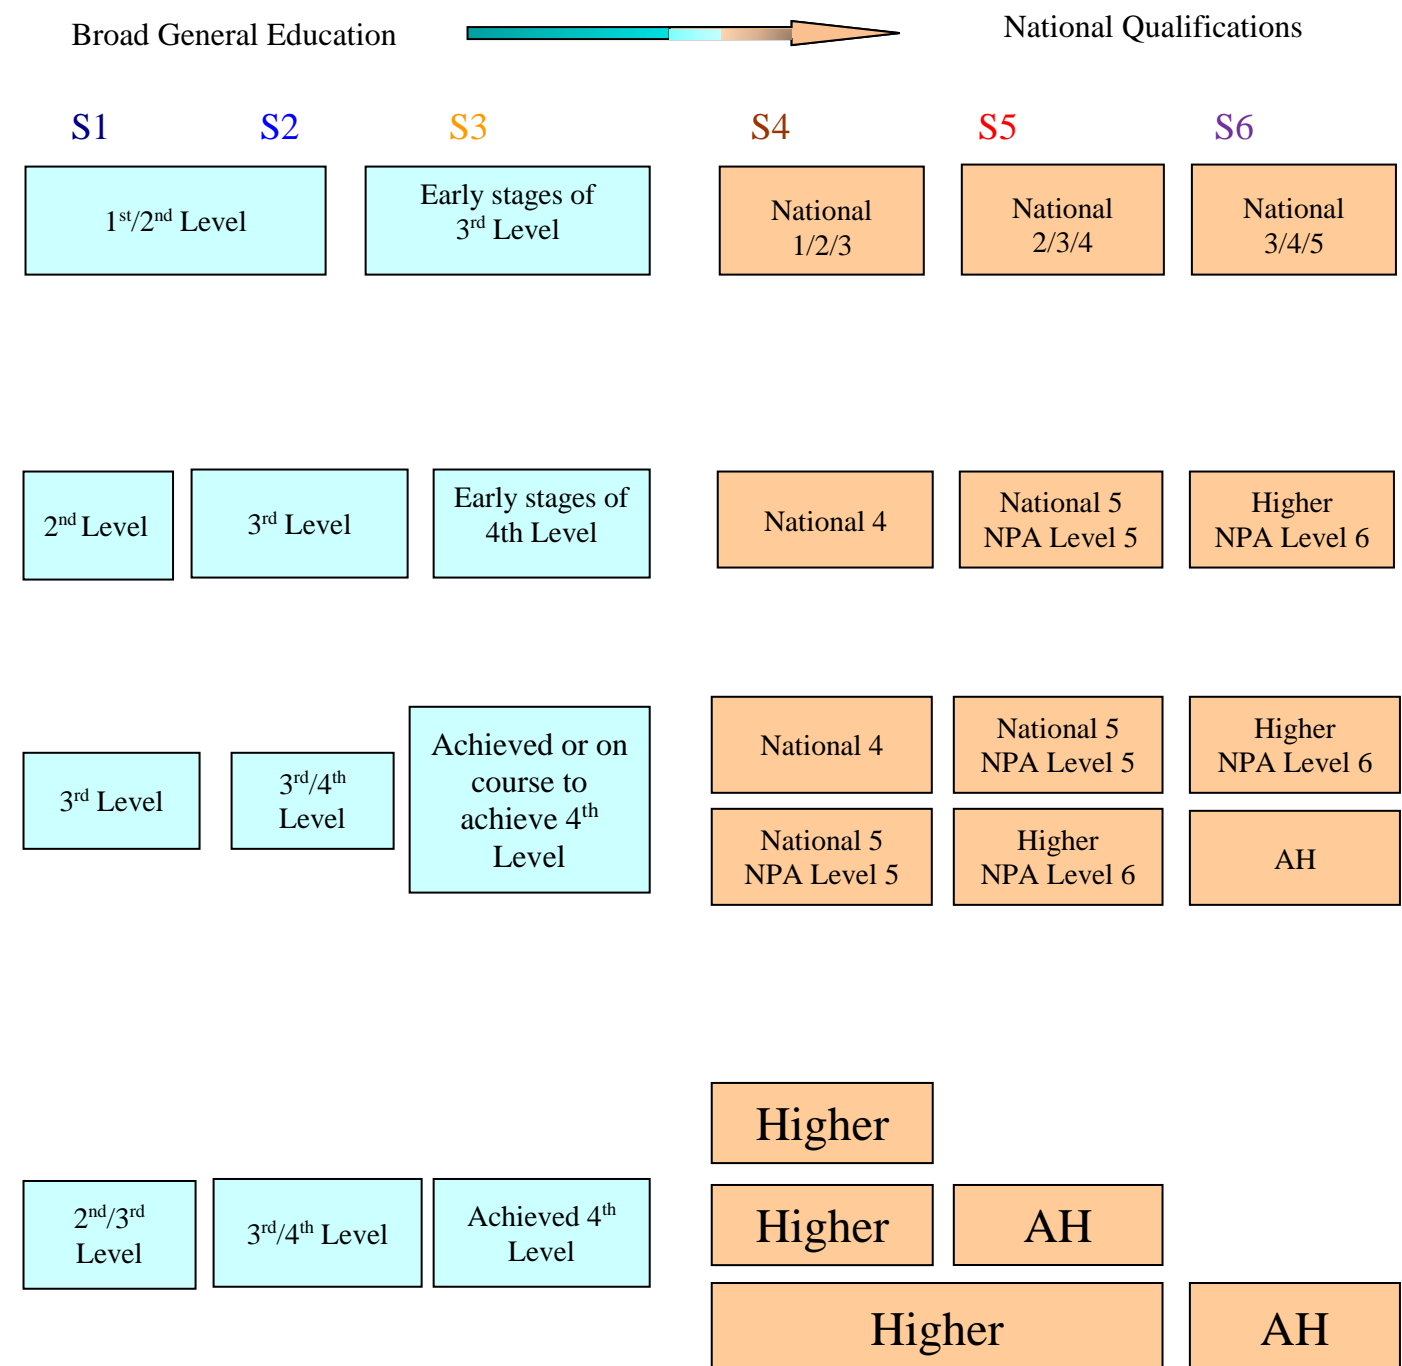 Broad General Education
National Qualifications
S1
S2
S3
S4
S5
S6
1st/2nd Level
Early stages of
3rd Level
National
1/2/3
National
2/3/4
National
3/4/5
2nd Level
3rd Level
Early stages of
4th Level
National 4
National 5
NPA Level 5
Higher
NPA Level 6
3rd Level
3rd/4th
Level
Achieved or on
course to
achieve 4th
Level
National 4
National 5
NPA Level 5
Higher
NPA Level 6
National 5
NPA Level 5
Higher
NPA Level 6
AH
2nd/3rd
Level
3rd/4th Level
Achieved 4th
Level
Higher
Higher
AH
Higher
AH